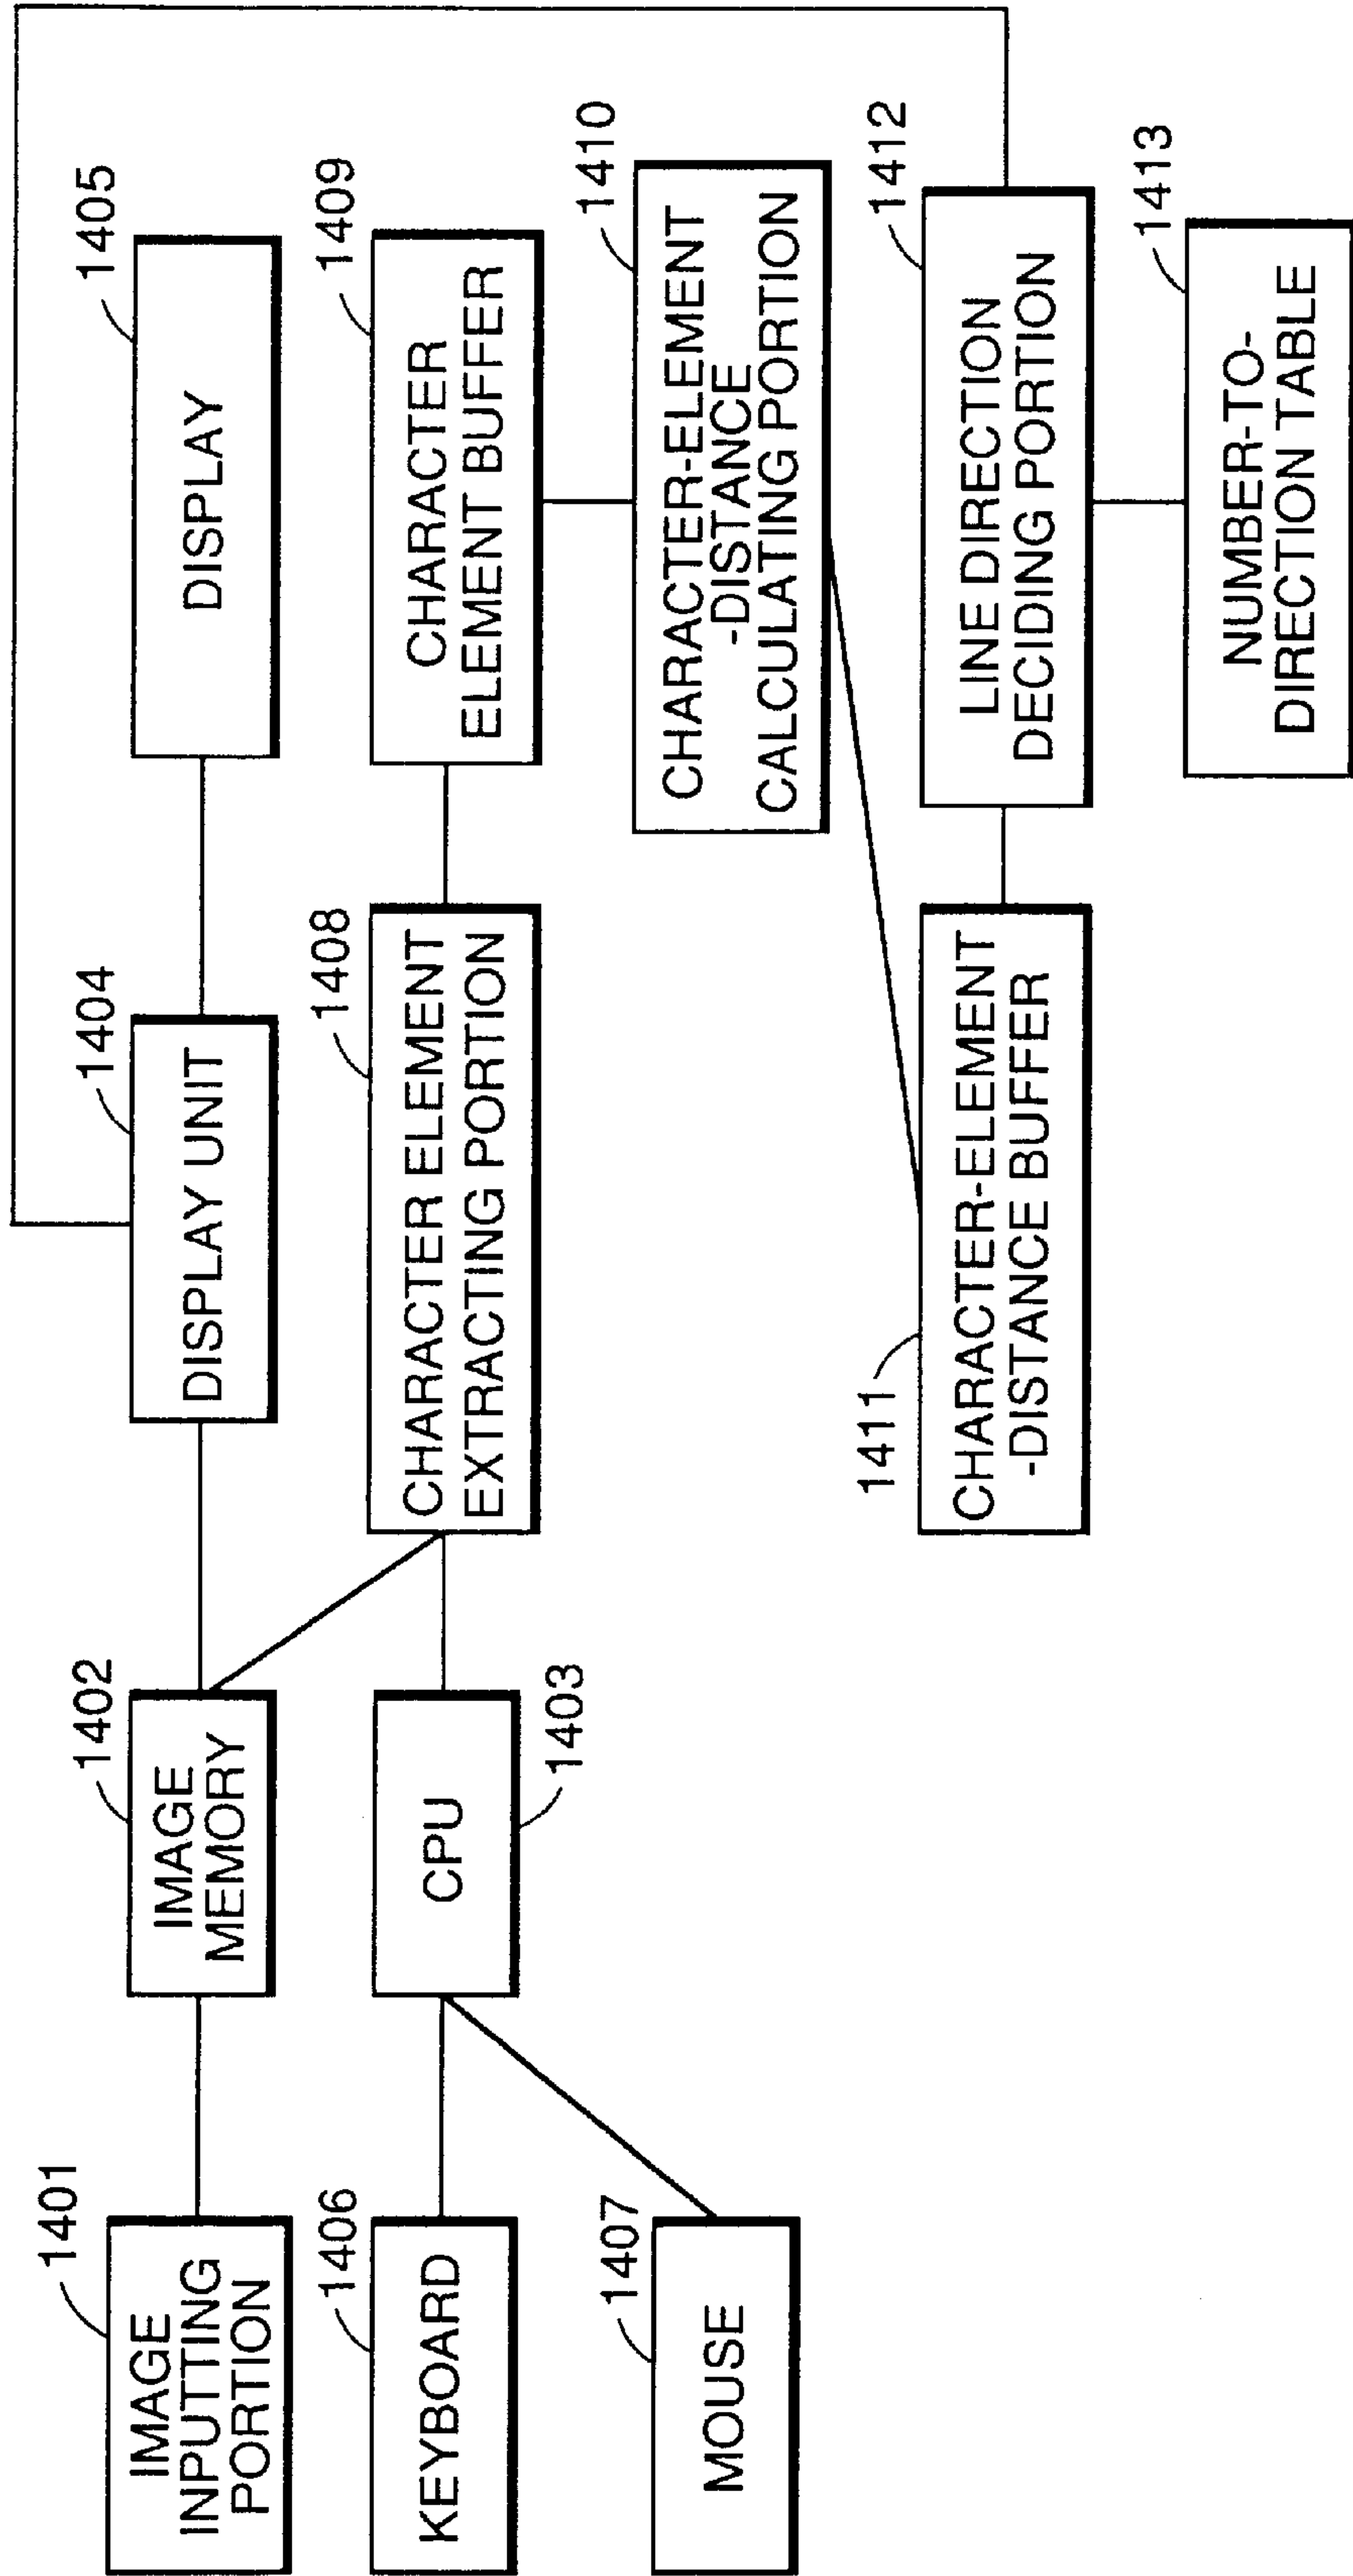 1401
IMAGE
INPUTTING
PORTION
1402
IMAGE
MEMORY
1404
DISPLAY UNIT
1405
DISPLAY
1406
KEYBOARD
CPU
1403
1408
CHARACTER ELEMENT
EXTRACTING PORTION
1409
CHARACTER
ELEMENT BUFFER
1407
MOUSE
1410
CHARACTER-ELEMENT
-DISTANCE
CALCULATING PORTION
1411
CHARACTER-ELEMENT
-DISTANCE BUFFER
1412
LINE DIRECTION
DECIDING PORTION
1413
NUMBER-TO-
DIRECTION TABLE